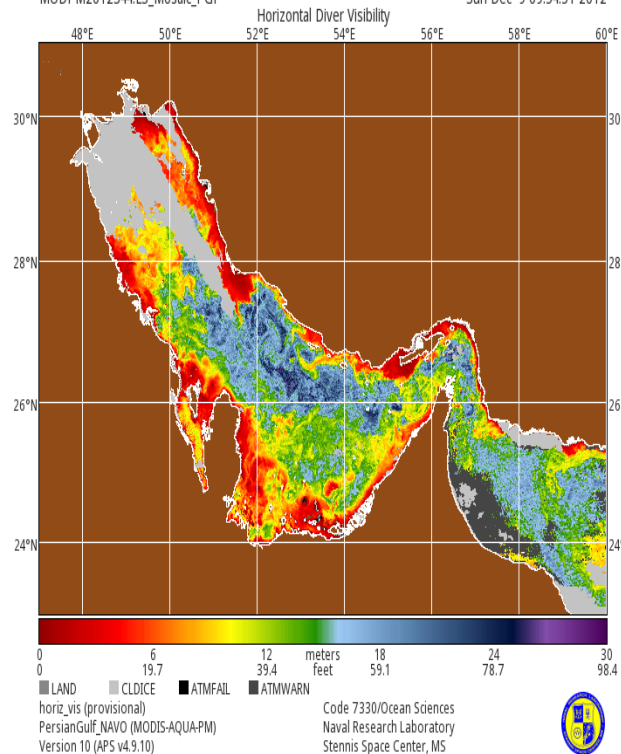 Horizontal Diver Visibility
48°E 50°E 52°E 54°E 56°E 58°E 60°E
30°N 30°
28°N 28°
26°N 26°
24°N 24°
0 6 12 meters 18 24 30
0 19.7 39.4 feet 59.1 78.7 98.4
LAND CLDICE ATMFAIL ATMWARN
horiz_vis (provisional) Code 7330/Ocean Sciences
PersianGulf_NAVO (MODIS-AQUA-PM) Naval Research Laboratory
Version 10 (APS v4.9.10) Stennis Space Center, MS